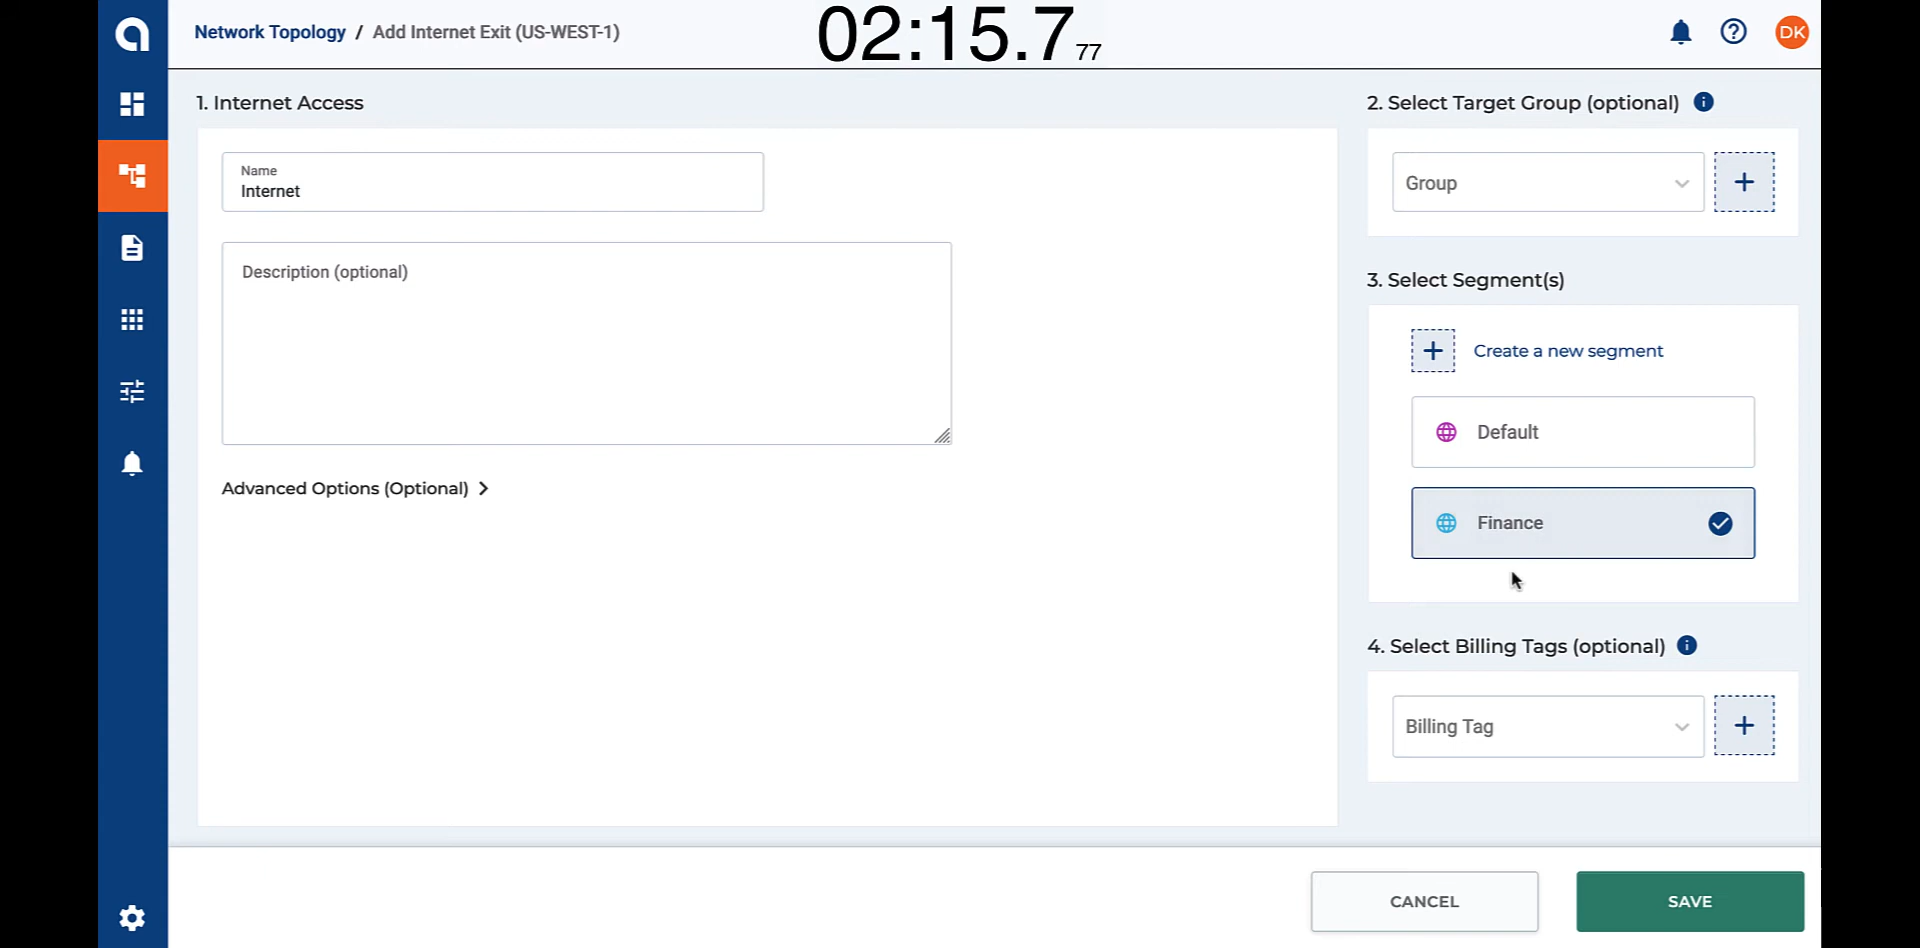 Network Topology / Add Internet Exit (US-WEST-1)
02:15.777
DK
1. Internet Access
Name
Internet
Description (optional)
Advanced Options (Optional)
2. Select Target Group (optional)
Group
3. Select Segment(s)
Create a new segment
Default
Finance
4. Select Billing Tags (optional)
Billing Tag
CANCEL
SAVE